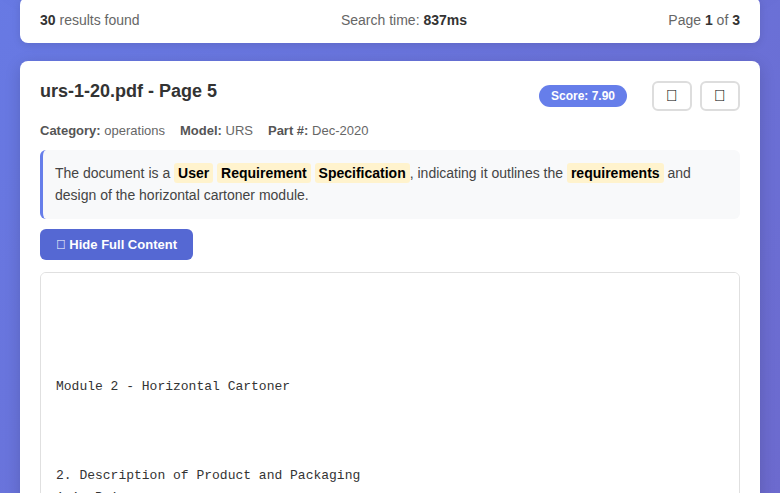 30 results found Search time: 837ms Page 1 of 3
urs-1-20.pdf - Page 5 Score: 7.90
Category: operations Model: URS Part #: Dec-2020
The document is a User Requirement Specification, indicating it outlines the requirements and
design of the horizontal cartoner module.
Hide Full Content
Module 2 - Horizontal Cartoner
2. Description of Product and Packaging